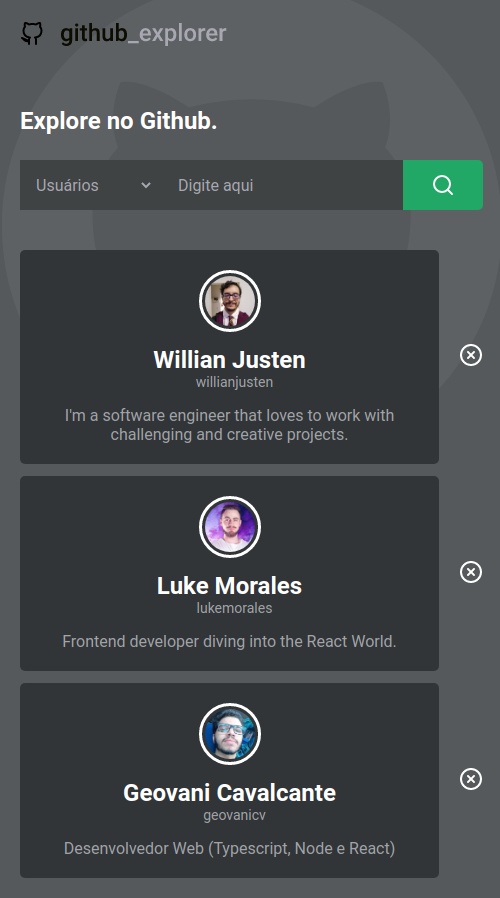 github_explorer
Explore no Github.
Usuários Digite aqui
Willian Justen
willianjusten
I'm a software engineer that loves to work with
challenging and creative projects.
Luke Morales
lukemorales
Frontend developer diving into the React World.
Geovani Cavalcante
geovanicv
Desenvolvedor Web (Typescript, Node e React)